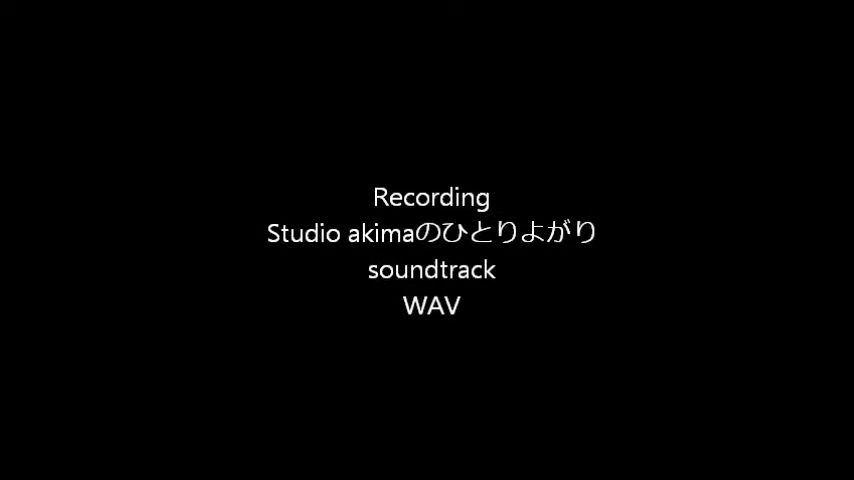 Recording
Studio akimaのひとりよがり
soundtrack
WAV